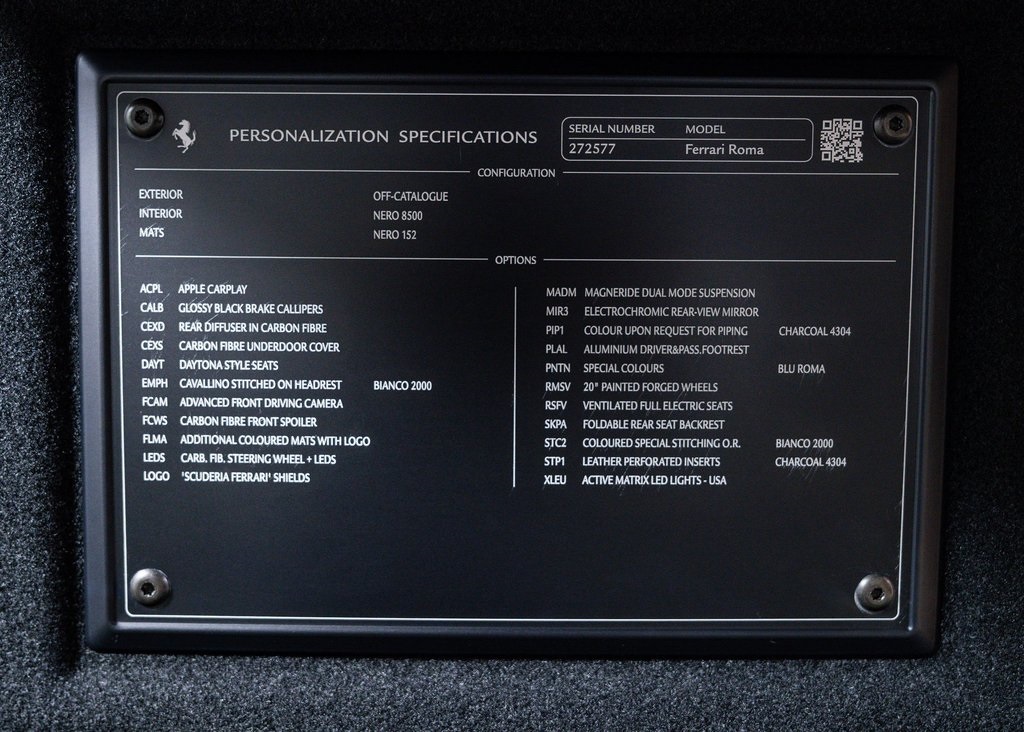 PERSONALIZATION SPECIFICATIONS
SERIAL NUMBER MODEL
272577 Ferrari Roma
CONFIGURATION
EXTERIOR OFF-CATALOGUE
INTERIOR NERO 8500
MATS NERO 152
OPTIONS
ACPL APPLE CARPLAY
CALB GLOSSY BLACK BRAKE CALLIPERS
CEXD REAR DIFFUSER IN CARBON FIBRE
CEXS CARBON FIBRE UNDERDOOR COVER
DAYT DAYTONA STYLE SEATS
EMPH CAVALLINO STITCHED ON HEADREST BIANCO 2000
FCAM ADVANCED FRONT DRIVING CAMERA
FCWS CARBON FIBRE FRONT SPOILER
FLMA ADDITIONAL COLOURED MATS WITH LOGO
LEDS CARB. FIB. STEERING WHEEL + LEDS
LOGO 'SCUDERIA FERRARI' SHIELDS
MADM MAGNERIDE DUAL MODE SUSPENSION
MIR3 ELECTROCHROMIC REAR-VIEW MIRROR
PIP1 COLOUR UPON REQUEST FOR PIPING CHARCOAL 4304
PLAL ALUMINIUM DRIVER&PASS.FOOTREST
PNTN SPECIAL COLOURS BLU ROMA
RMSV 20" PAINTED FORGED WHEELS
RSFV VENTILATED FULL ELECTRIC SEATS
SKPA FOLDABLE REAR SEAT BACKREST
STC2 COLOURED SPECIAL STITCHING O.R. BIANCO 2000
STP1 LEATHER PERFORATED INSERTS CHARCOAL 4304
XLEU ACTIVE MATRIX LED LIGHTS - USA